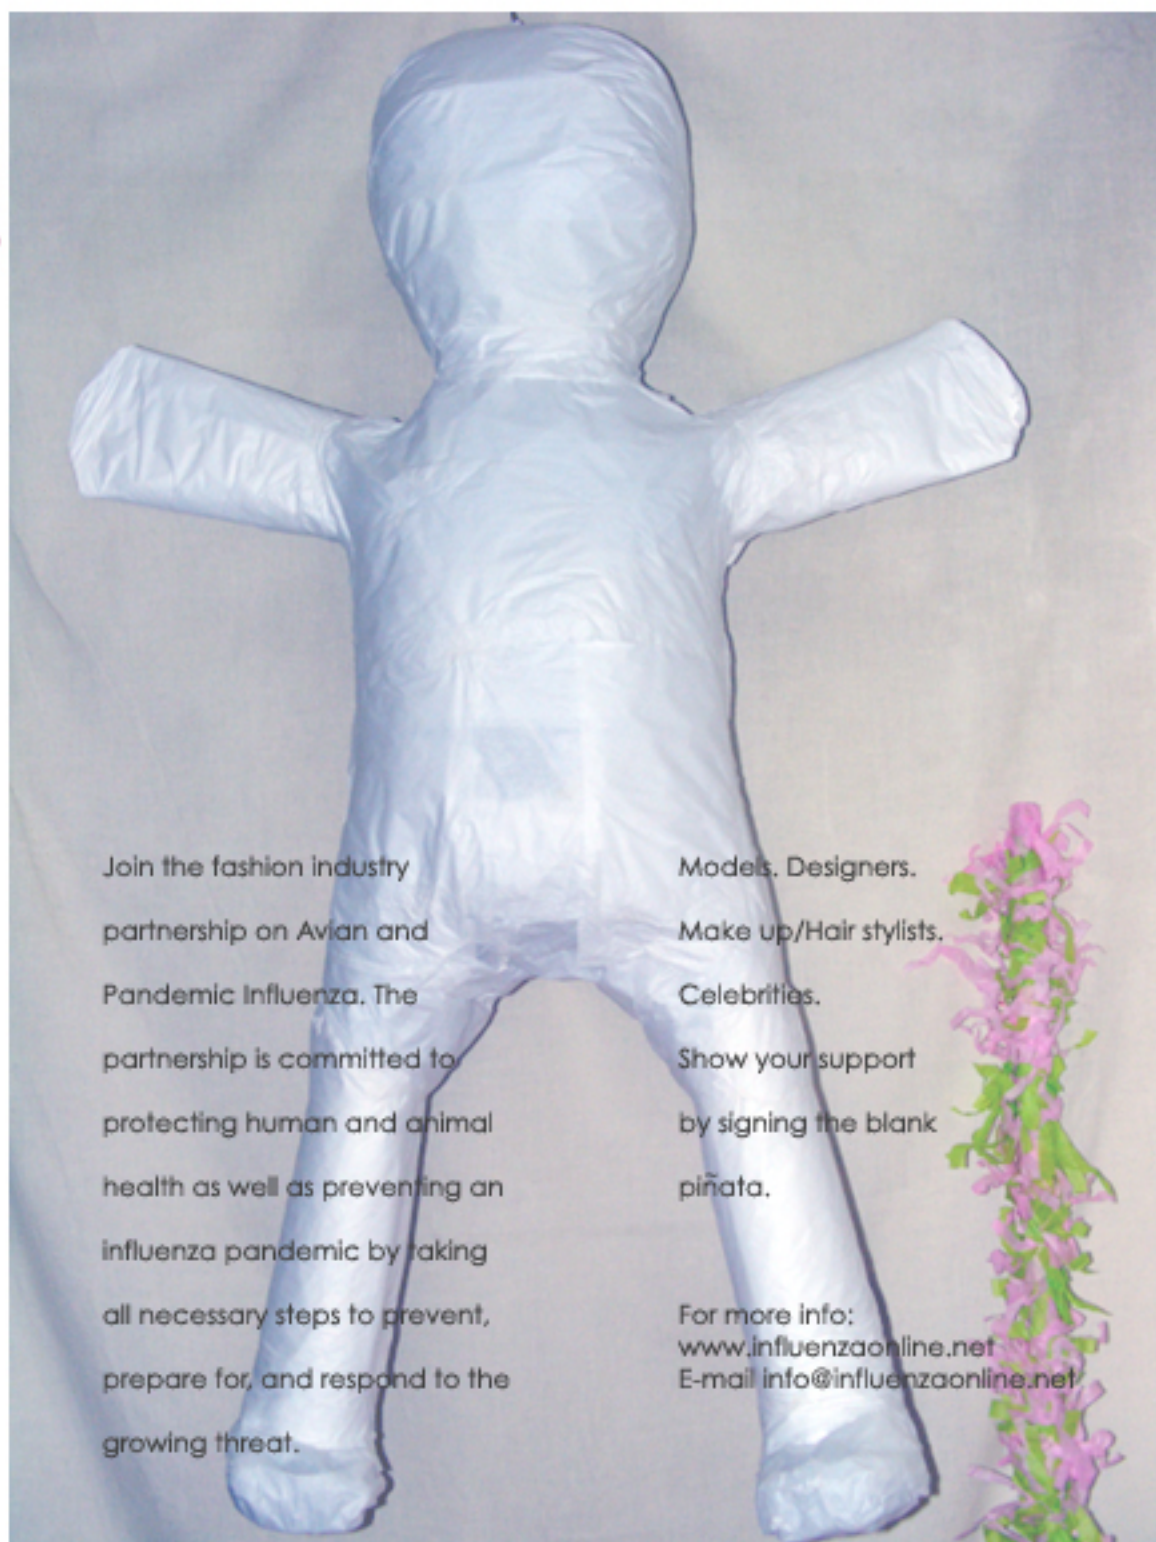 Join the fashion industry
partnership on Avian and
Pandemic Influenza. The
partnership is committed to
protecting human and animal
health as well as preventing an
influenza pandemic by taking
all necessary steps to prevent,
prepare for, and respond to the
growing threat.
Models. Designers.
Make up/Hair stylists.
Celebrities.
Show your support
by signing the blank
piñata.
For more info:
www.influenzaonline.net
E-mail info@influenzaonline.net